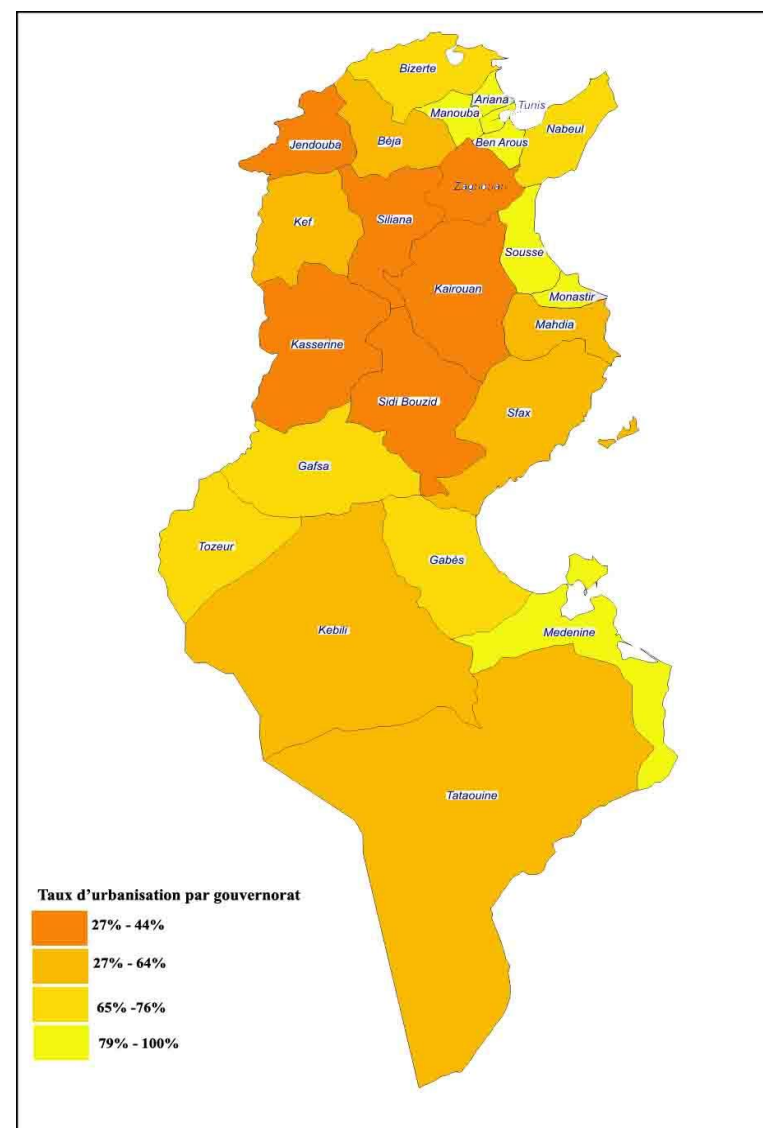 Bizerte
Ariana
Tunis
Manouba
Nabeul
Jendouba
Béja
Ben Arous
Kef
Siliana
Sousse
Kairouan
Monastir
Mahdia
Kasserine
Sidi Bouzid
Sfax
Gafsa
Tozeur
Gabés
Kebili
Medenine
Tataouine
Taux d'urbanisation par gouvernorat
27% - 44%
27% - 64%
65% -76%
79% - 100%